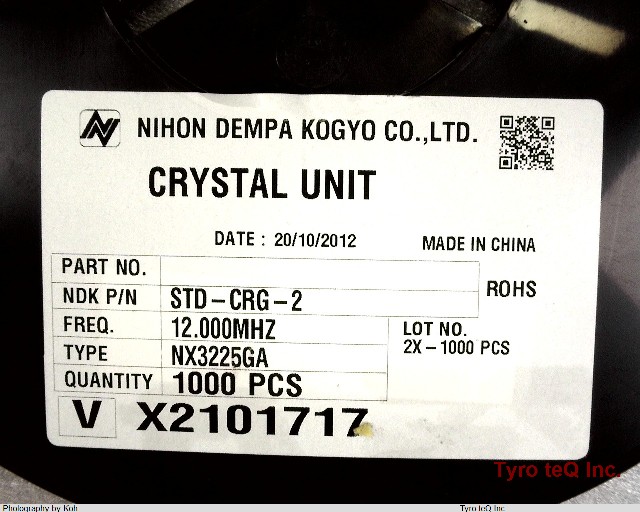 NIHON DEMPA KOGYO CO.,LTD.
CRYSTAL UNIT
DATE : 20/10/2012
MADE IN CHINA
PART NO.
ROHS
NDK P/N STD-CRG-2
FREQ. 12.000MHZ
LOT NO.
2X-1000 PCS
TYPE NX3225GA
QUANTITY 1000 PCS
V X2101717
Tyro teQ Inc.
Photography by Koh
Tyro teQ Inc